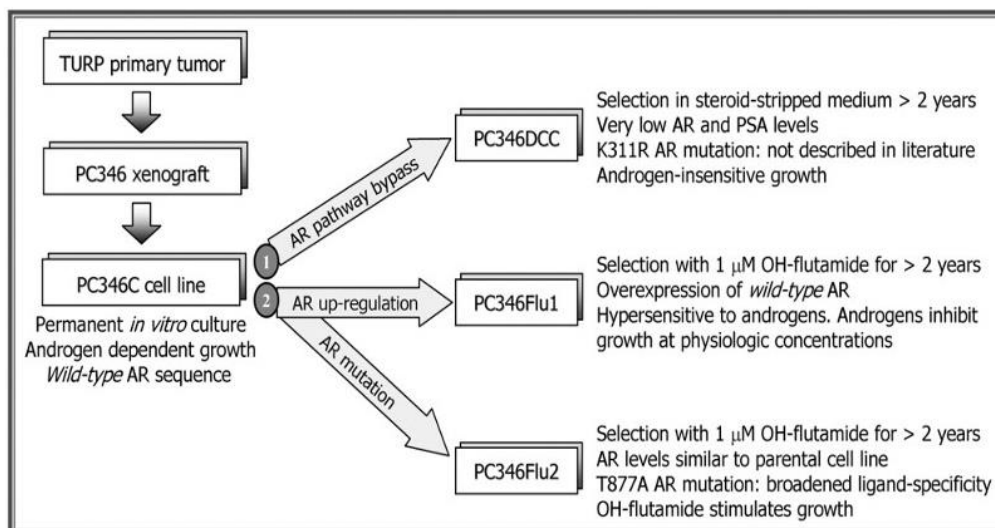 TURP primary tumor
PC346 xenograft
PC346C cell line
Permanent in vitro culture
Androgen dependent growth
Wild-type AR sequence
1
2
AR pathway bypass
AR up-regulation
AR mutation
PC346DCC
Selection in steroid-stripped medium > 2 years
Very low AR and PSA levels
K311R AR mutation: not described in literature
Androgen-insensitive growth
PC346Flu1
Selection with 1 μM OH-flutamide for > 2 years
Overexpression of wild-type AR
Hypersensitive to androgens. Androgens inhibit
growth at physiologic concentrations
PC346Flu2
Selection with 1 μM OH-flutamide for > 2 years
AR levels similar to parental cell line
T877A AR mutation: broadened ligand-specificity
OH-flutamide stimulates growth